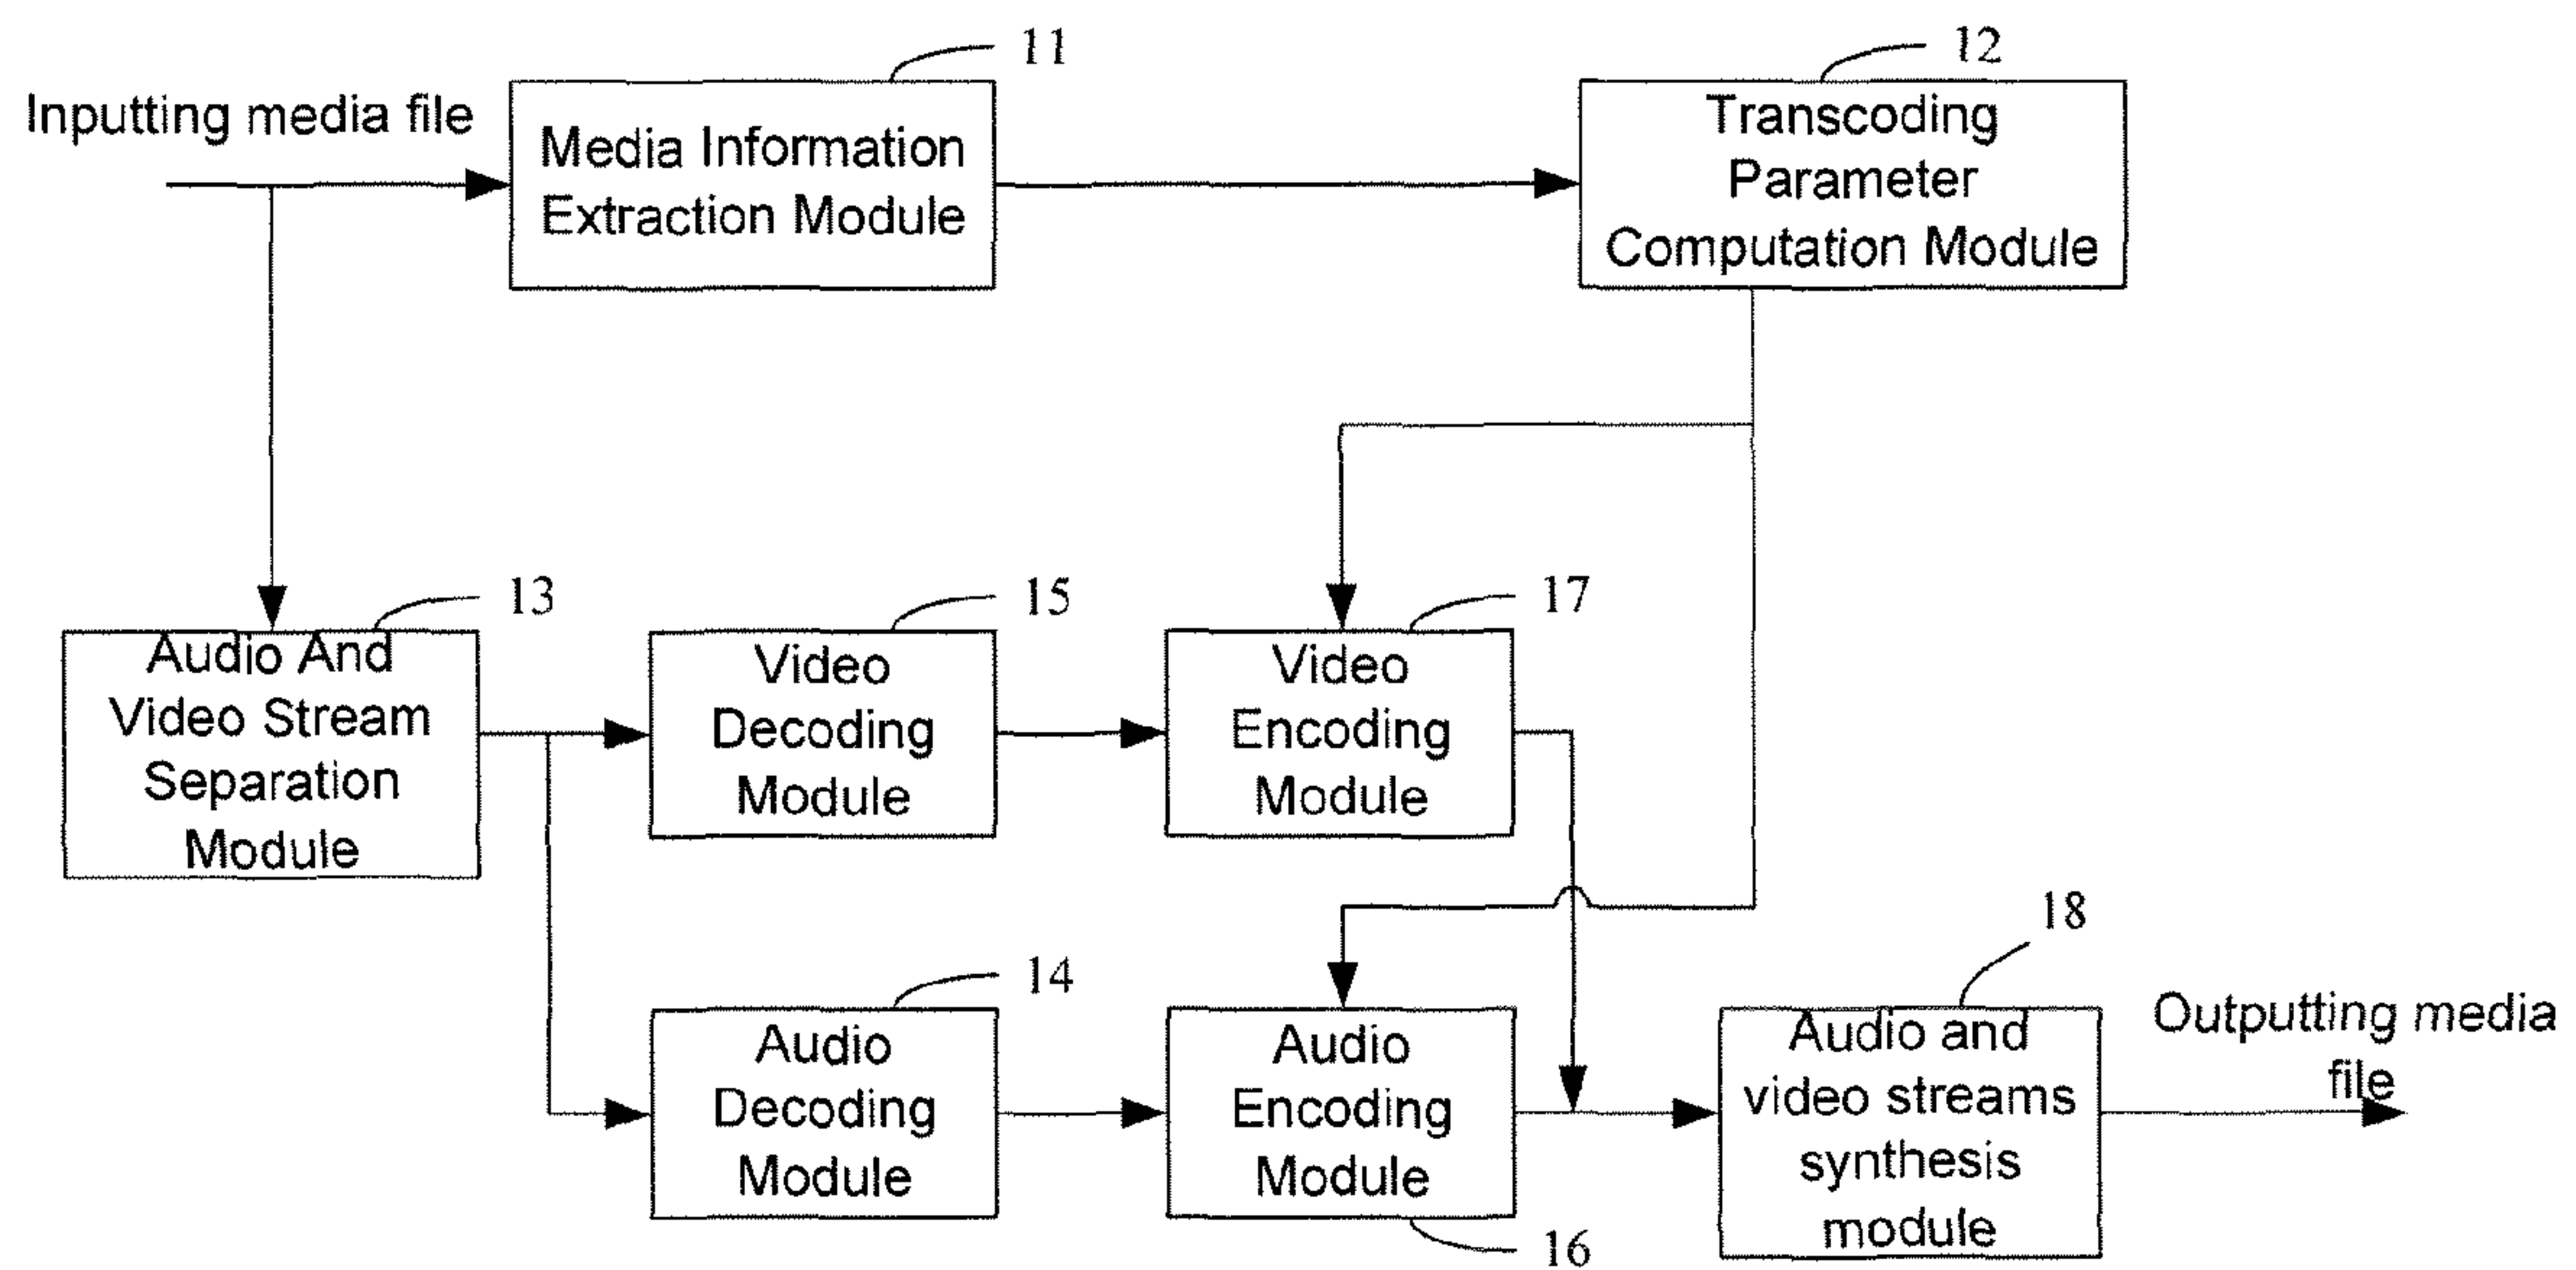 11
12
Inputting media file
Media Information
Extraction Module
Transcoding
Parameter
Computation Module
13
15
17
Audio And
Video Stream
Separation
Module
Video
Decoding
Module
Video
Encoding
Module
14
18
Audio
Decoding
Module
Audio
Encoding
Module
16
Audio and
video streams
synthesis
module
Outputting media
file